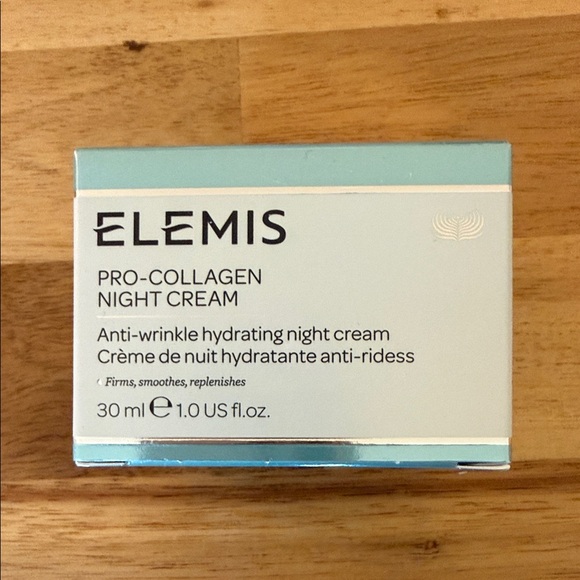 ELEMIS
PRO-COLLAGEN
NIGHT CREAM
Anti-wrinkle hydrating night cream
Crème de nuit hydratante anti-ridess
Firms, smoothes, replenishes
30 ml ℮ 1.0 US fl.oz.